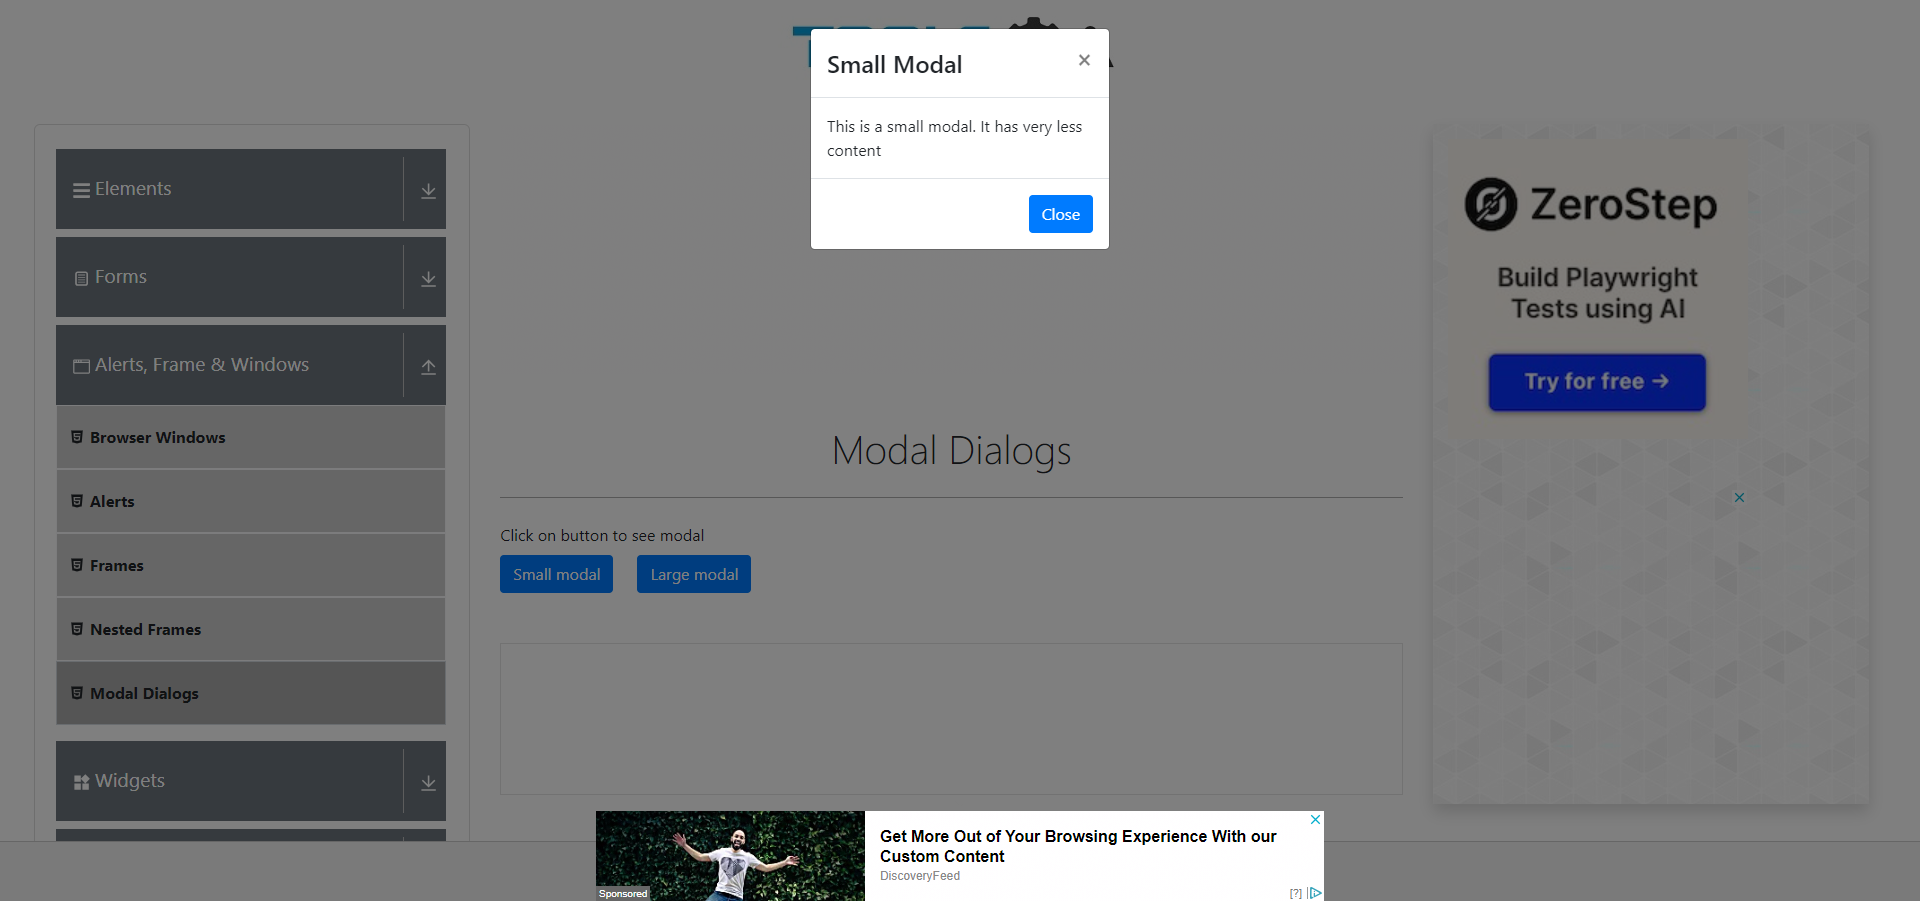 Small Modal
×
This is a small modal. It has very less
content
Close
Elements
Forms
Alerts, Frame & Windows
Browser Windows
Alerts
Frames
Nested Frames
Modal Dialogs
Widgets
Modal Dialogs
Click on button to see modal
Small modal
Large modal
ZeroStep
Build Playwright
Tests using AI
Try for free →
Get More Out of Your Browsing Experience With our
Custom Content
DiscoveryFeed
Sponsored
[?]